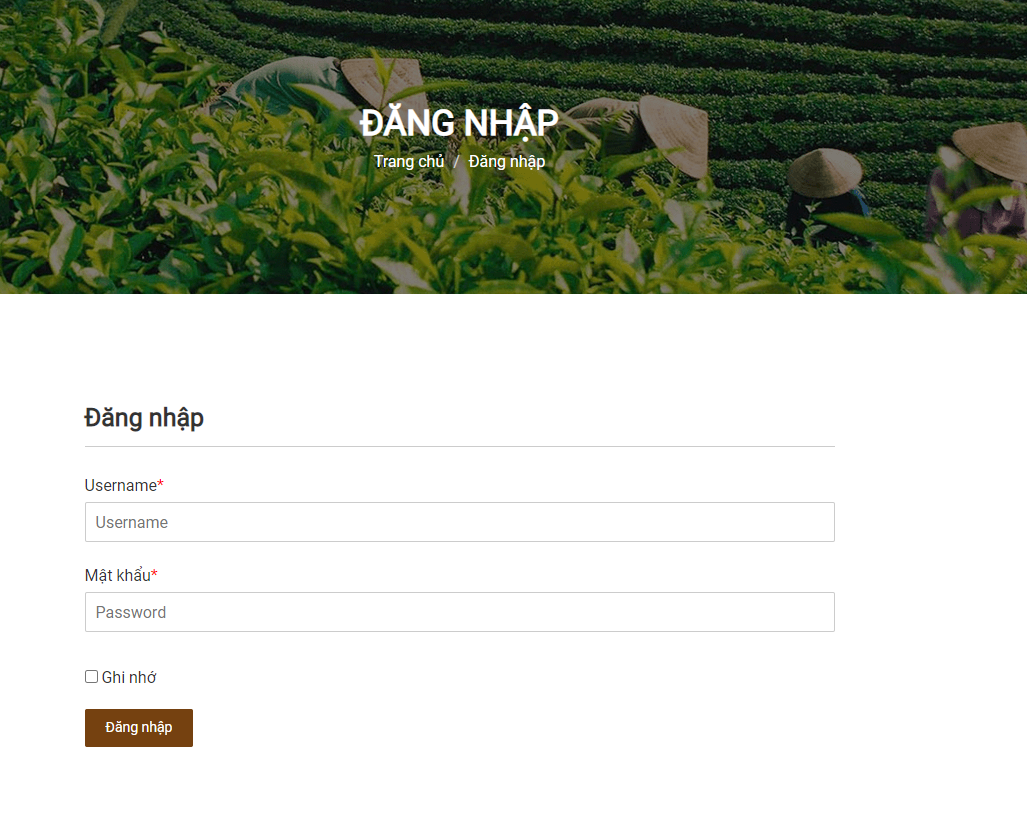 ĐĂNG NHẬP
Trang chủ / Đăng nhập
Đăng nhập
Username*
Username
Mật khẩu*
Password
Ghi nhớ
Đăng nhập